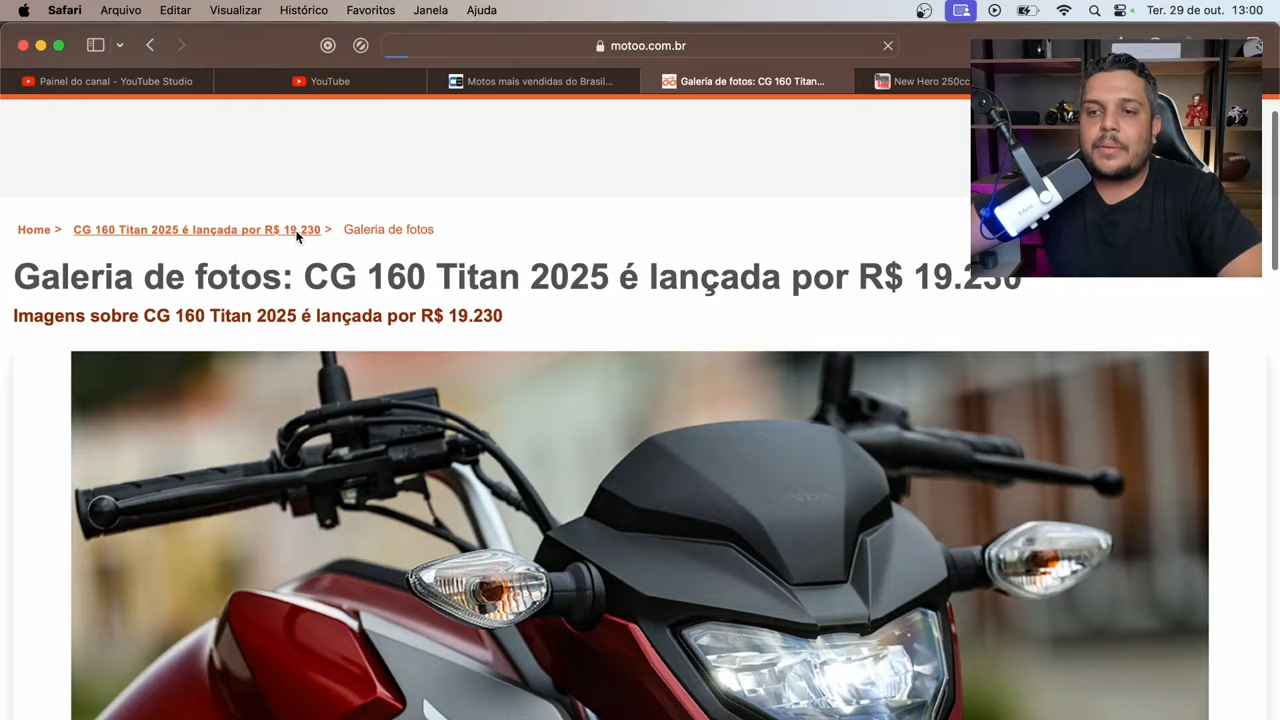 Safari Arquivo Editar Visualizar Histórico Favoritos Janela Ajuda Ter. 29 de out. 13:00
motoo.com.br
Painel do canal - YouTube Studio
YouTube
Motos mais vendidas do Brasil...
Galeria de fotos: CG 160 Titan...
New Hero 250cc
Home > CG 160 Titan 2025 é lançada por R$ 19.230 > Galeria de fotos
Galeria de fotos: CG 160 Titan 2025 é lançada por R$ 19.230
Imagens sobre CG 160 Titan 2025 é lançada por R$ 19.230
HONDA